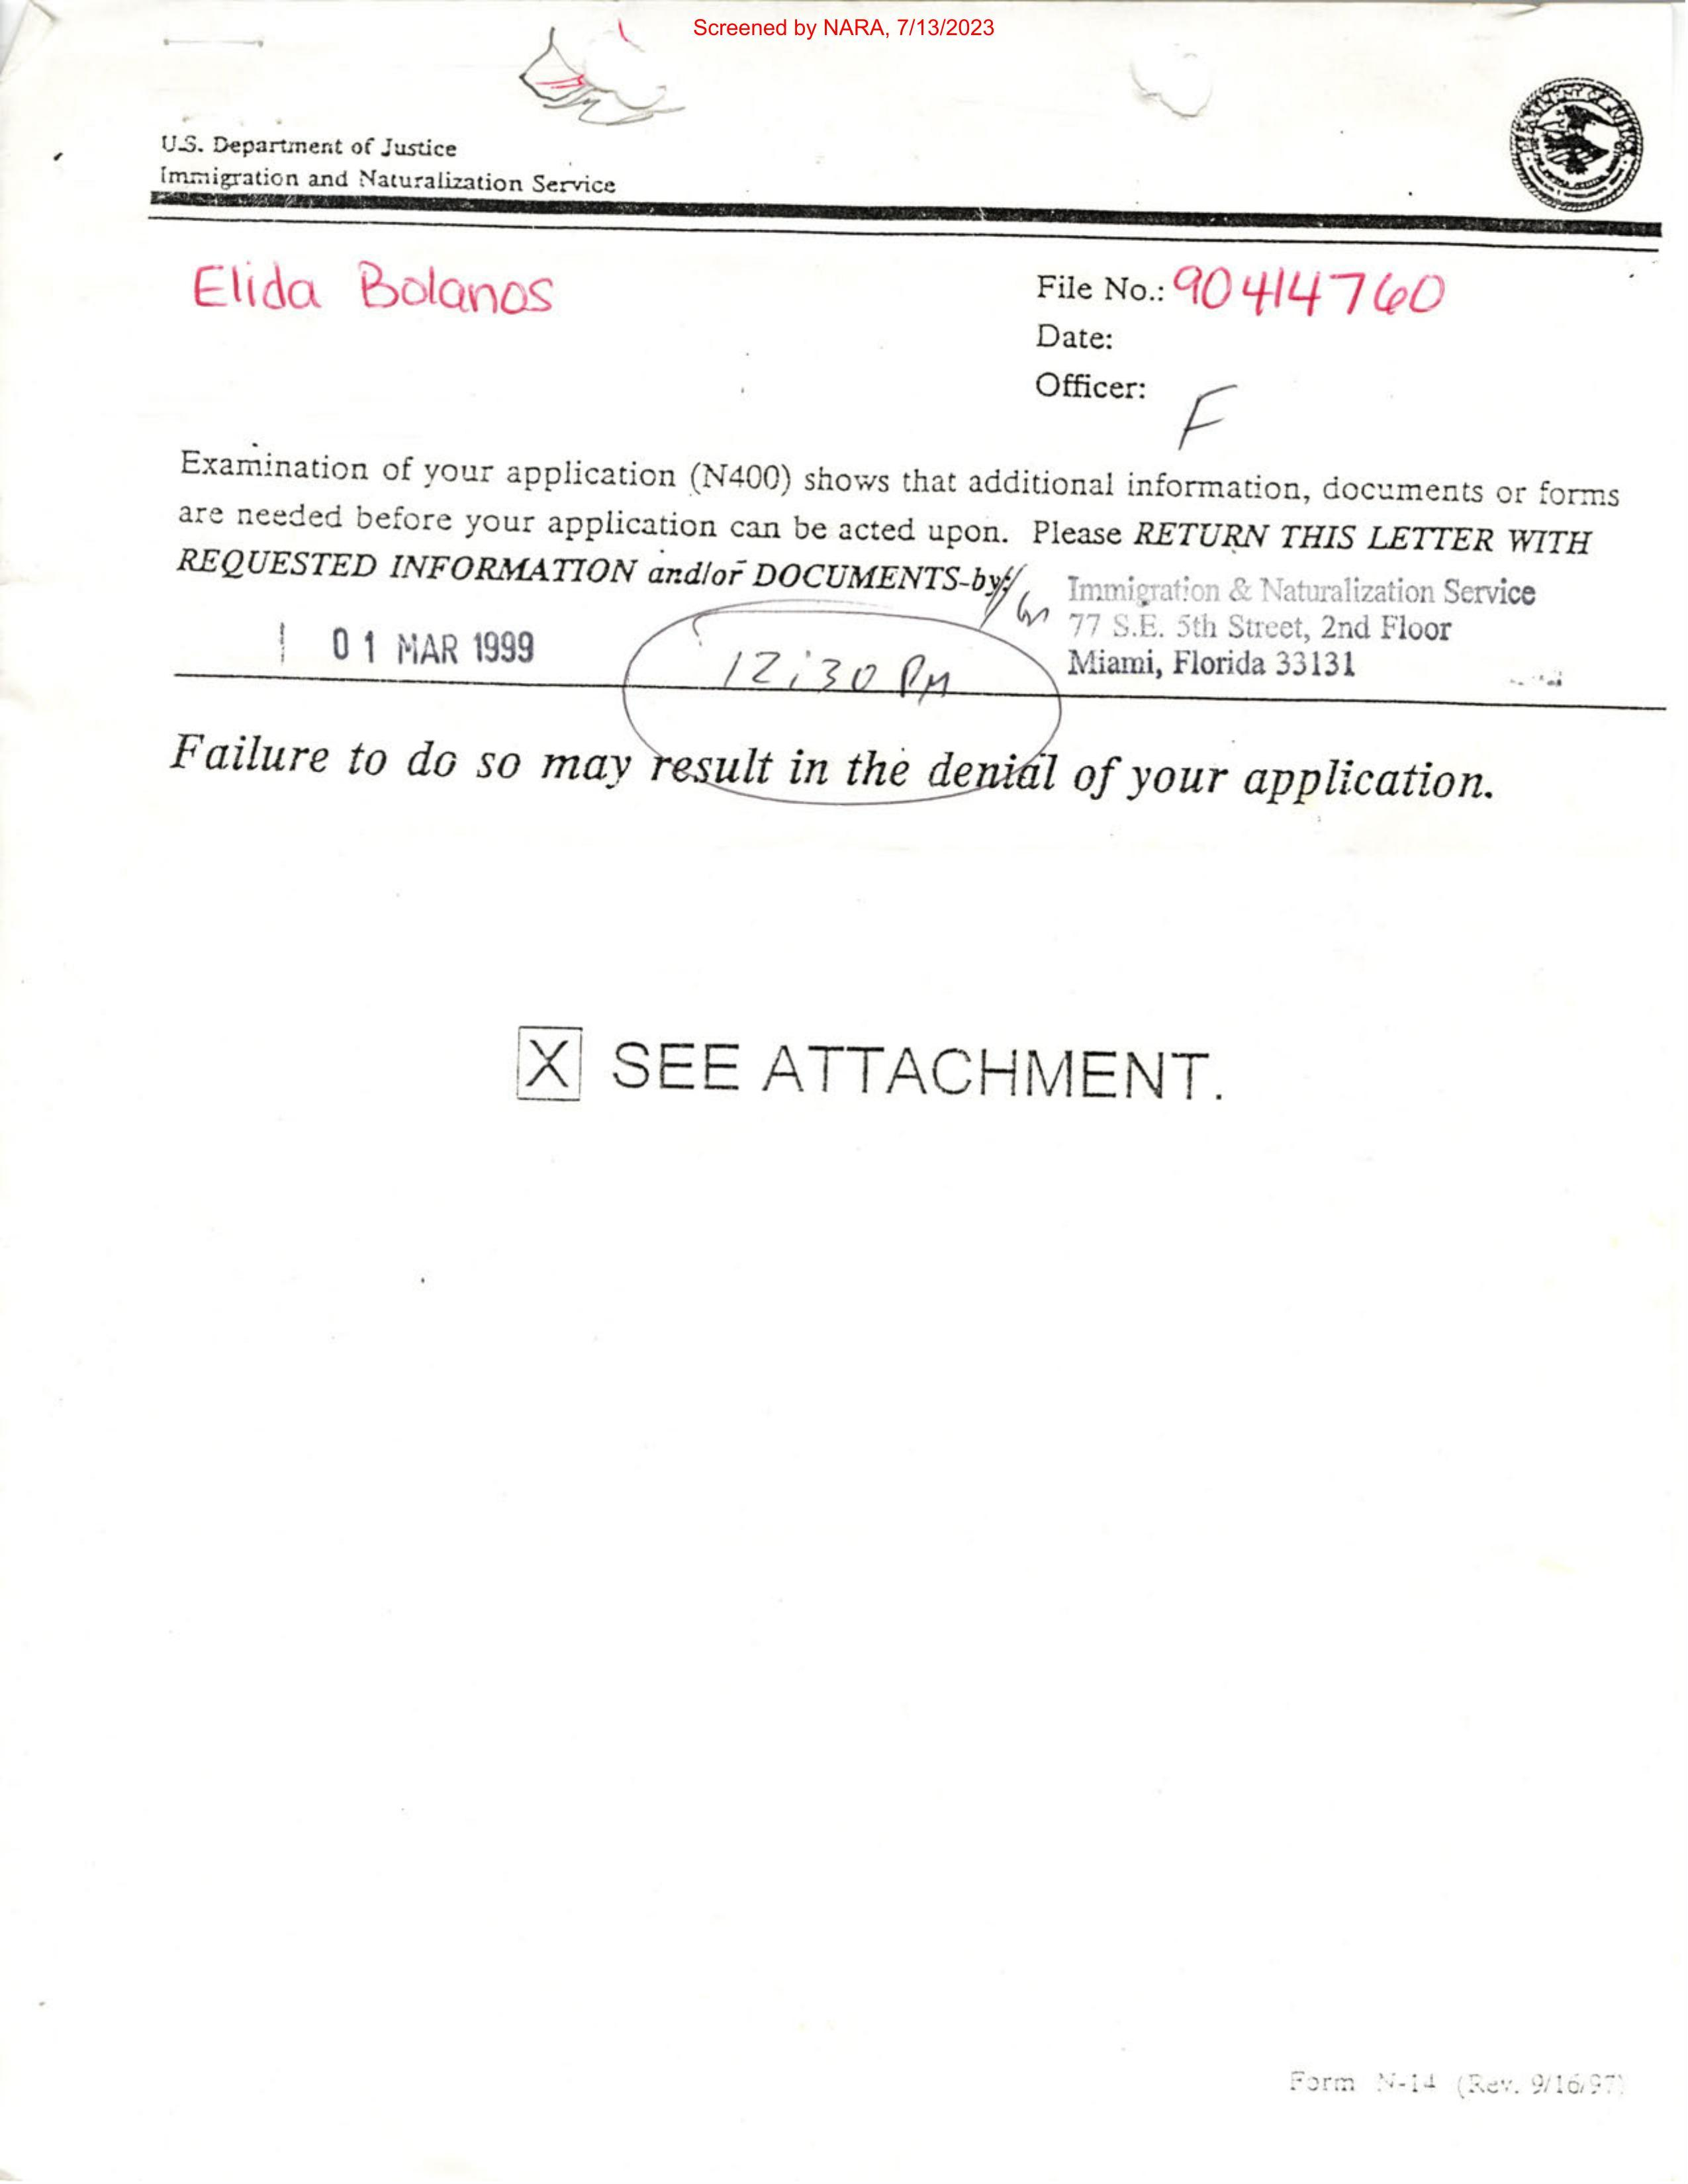 Screened by NARA, 7/13/2023
U.S. Department of Justice
Immigration and Naturalization Service
Elida Bolanos
File No.: 90414760
Date:
Officer: F
Examination of your application (N400) shows that additional information, documents or forms
are needed before your application can be acted upon. Please RETURN THIS LETTER WITH
REQUESTED INFORMATION and/or DOCUMENTS by
Immigration & Naturalization Service
77 S.E. 5th Street, 2nd Floor
Miami, Florida 33131
01 MAR 1999
12:30 PM
Failure to do so may result in the denial of your application.
X SEE ATTACHMENT.
Form N-14 (Rev. 9/16/97)